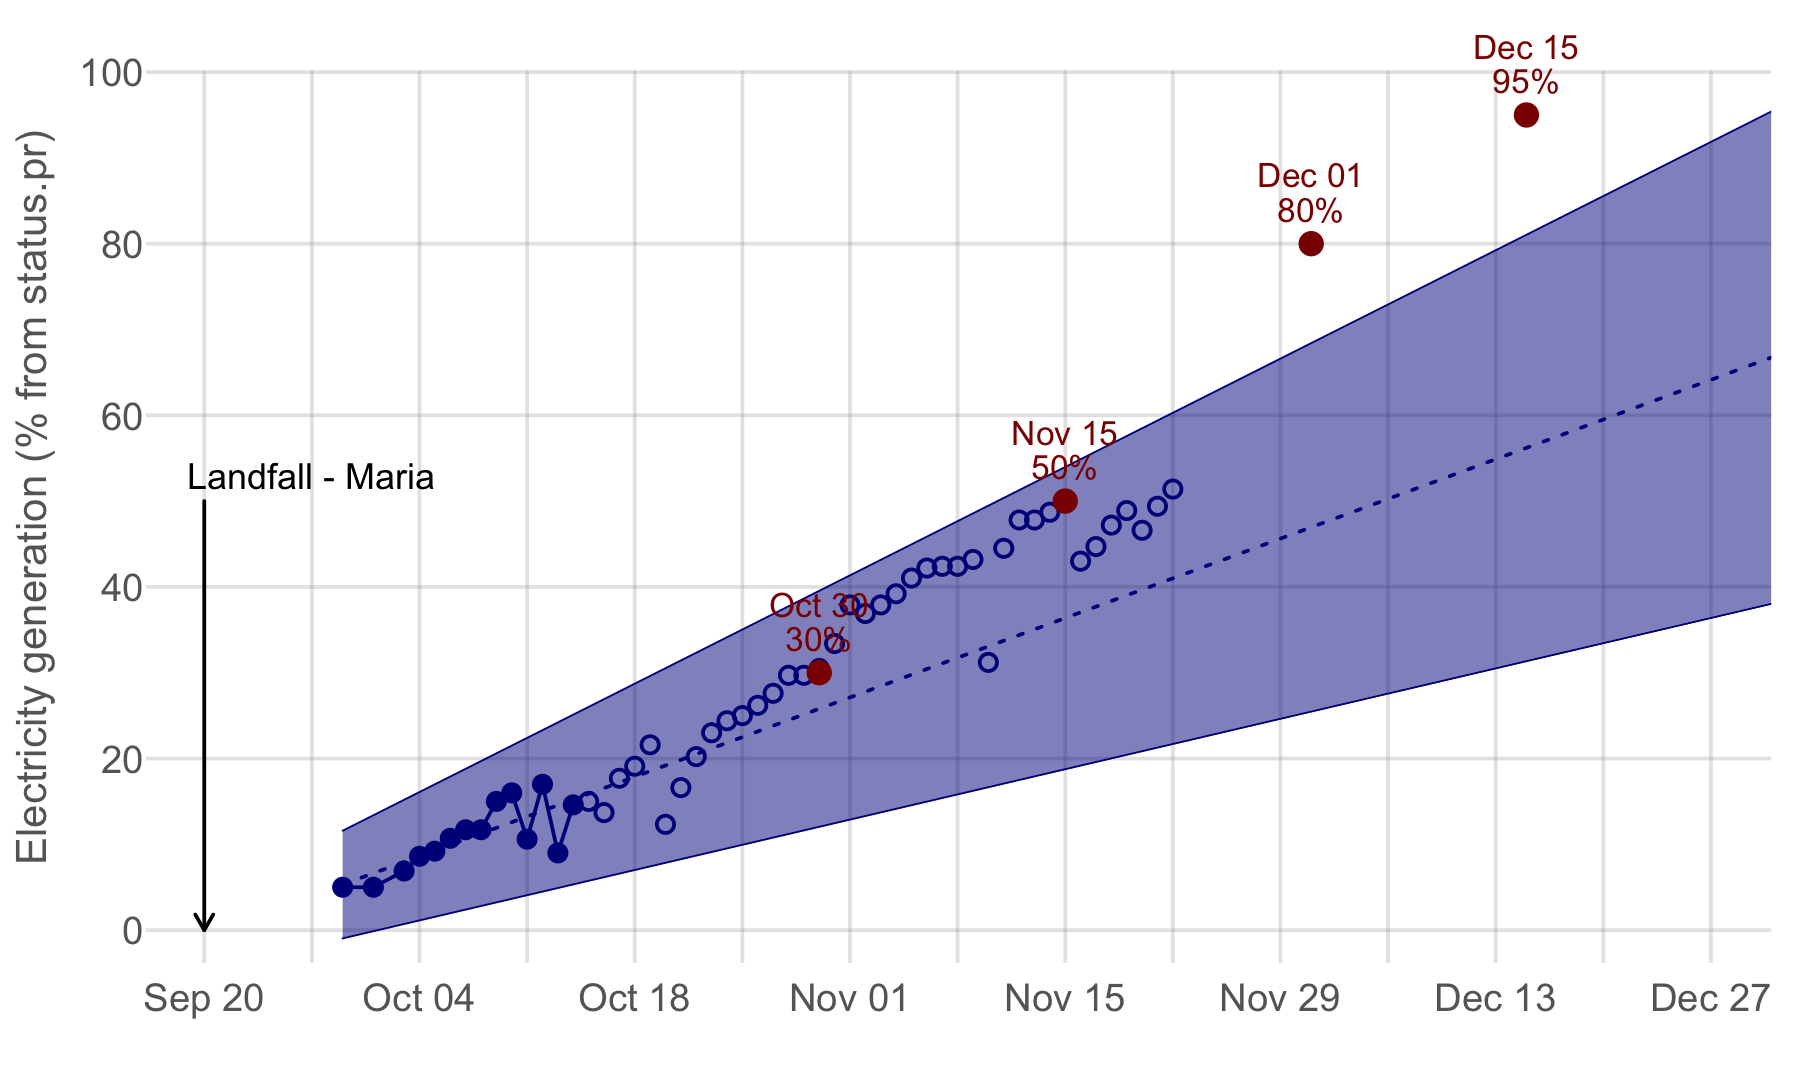 Electricity generation (% from status.pr)
100
80
60
40
20
0
Landfall - Maria
Oct 30
30%
Nov 15
50%
Dec 01
80%
Dec 15
95%
Sep 20
Oct 04
Oct 18
Nov 01
Nov 15
Nov 29
Dec 13
Dec 27